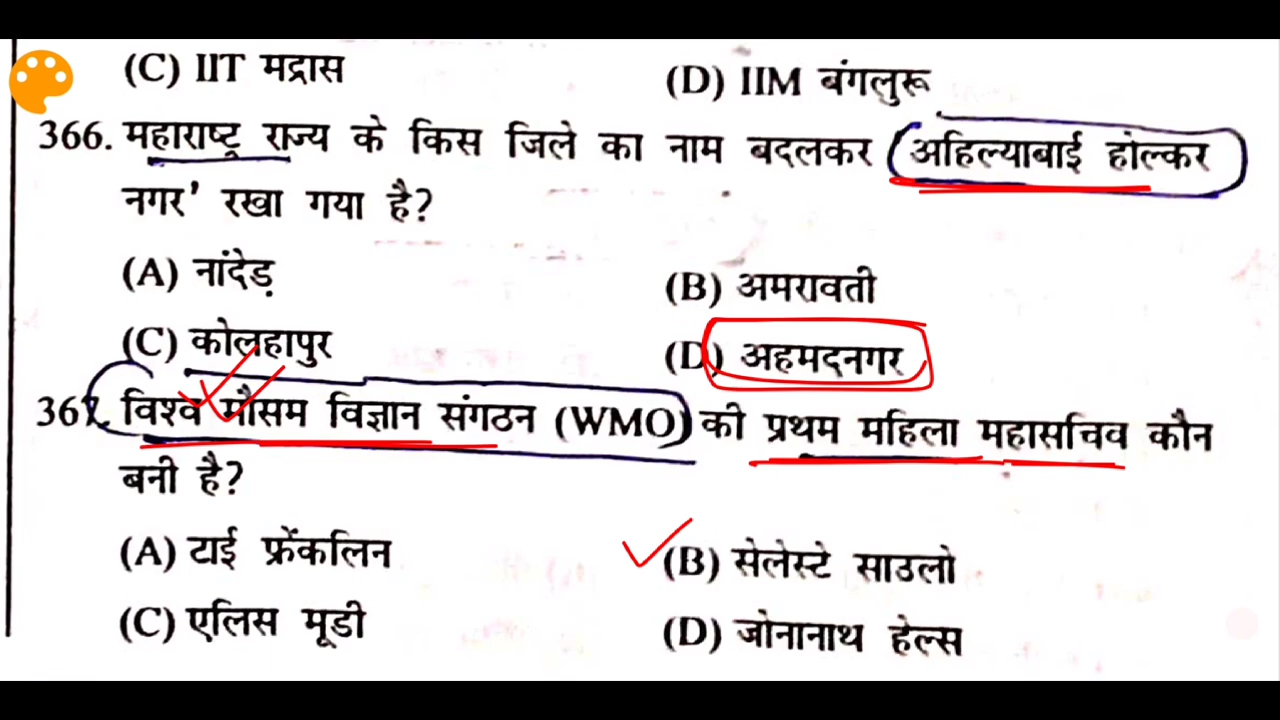 (C) IIT मद्रास (D) IIM बंगलुरू
366. महाराष्ट्र राज्य के किस जिले का नाम बदलकर 'अहिल्याबाई होल्कर
नगर' रखा गया है?
(A) नांदेड़ (B) अमरावती
(C) कोलहापुर (D) अहमदनगर
367. विश्व मौसम विज्ञान संगठन (WMO) की प्रथम महिला महासचिव कौन
बनी है?
(A) टाई फ्रेंकलिन (B) सेलेस्टे साउलो
(C) एलिस मूडी (D) जोनानाथ हेल्स